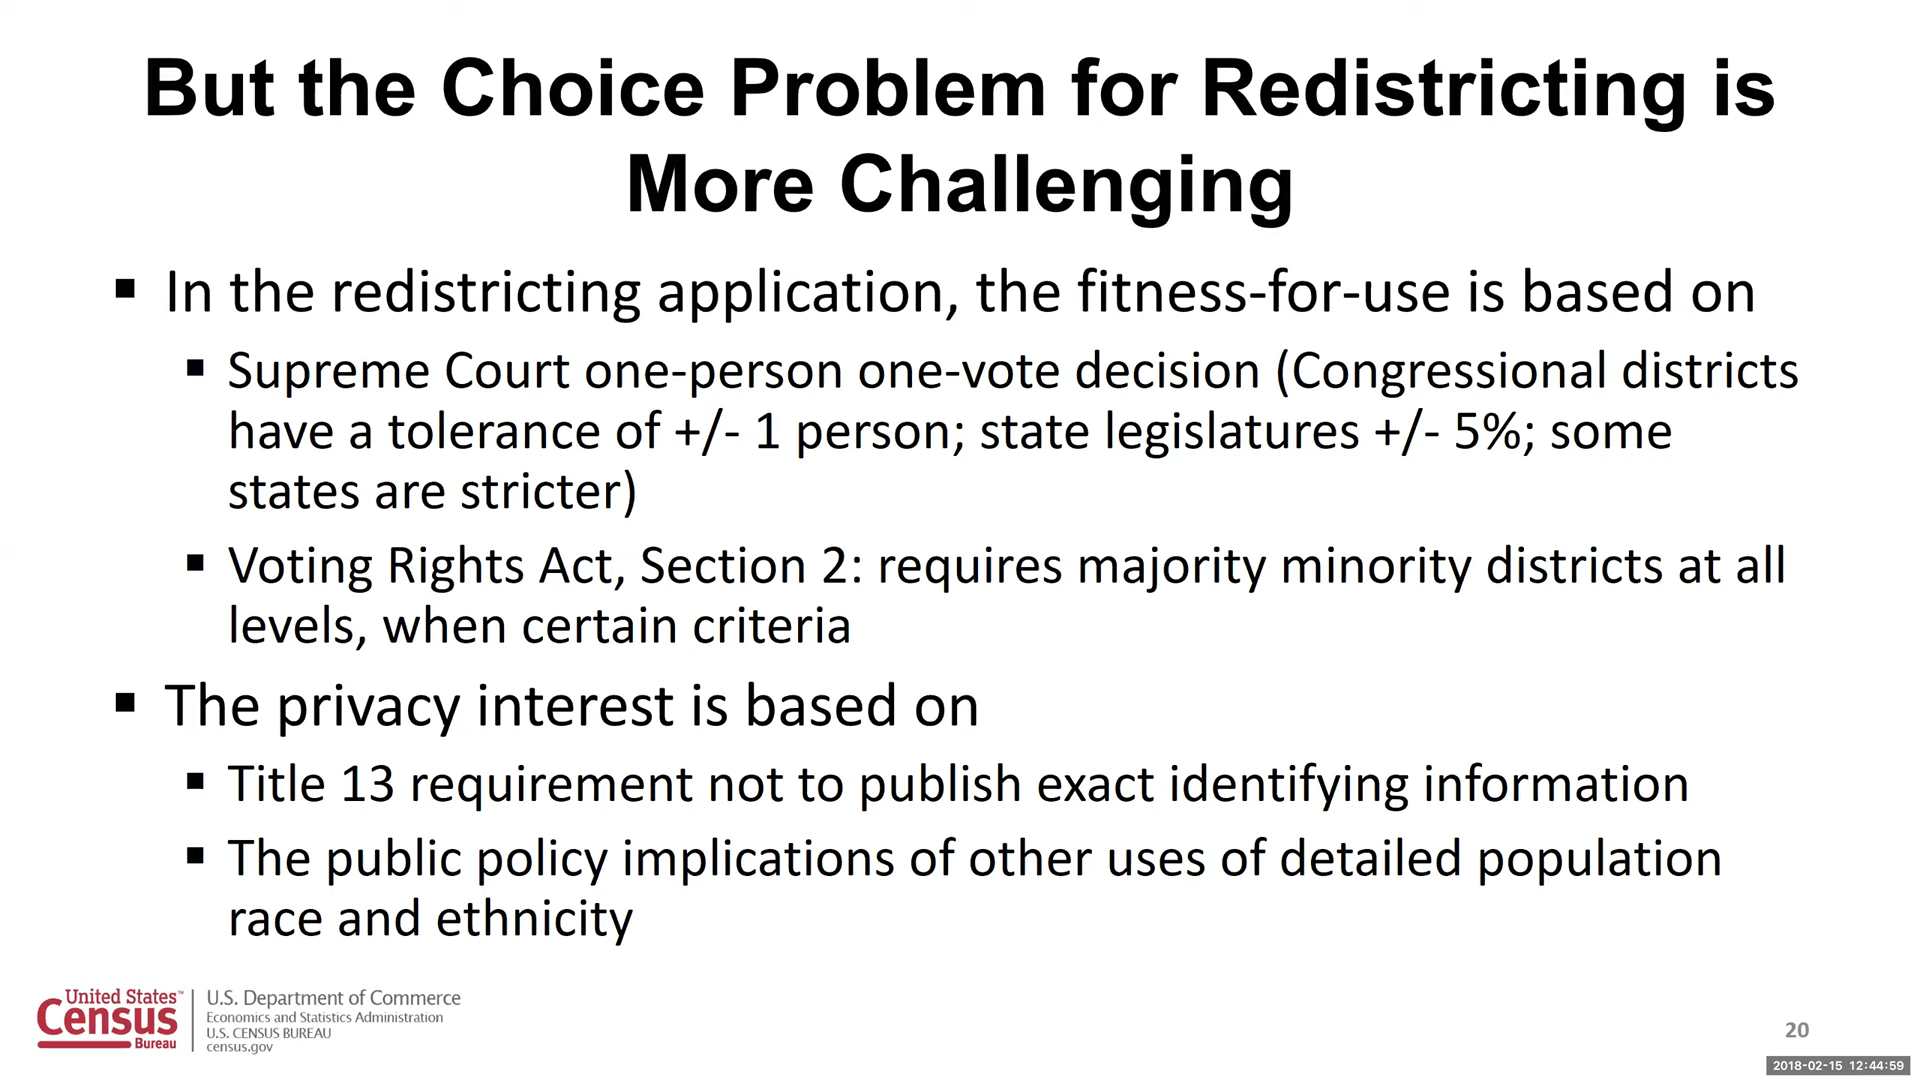 But the Choice Problem for Redistricting is
More Challenging
▪ In the redistricting application, the fitness-for-use is based on
▪ Supreme Court one-person one-vote decision (Congressional districts
have a tolerance of +/- 1 person; state legislatures +/- 5%; some
states are stricter)
▪ Voting Rights Act, Section 2: requires majority minority districts at all
levels, when certain criteria
▪ The privacy interest is based on
▪ Title 13 requirement not to publish exact identifying information
▪ The public policy implications of other uses of detailed population
race and ethnicity
United States™
Census
Bureau
U.S. Department of Commerce
Economics and Statistics Administration
U.S. CENSUS BUREAU
census.gov
20
2018-02-15 12:44:59